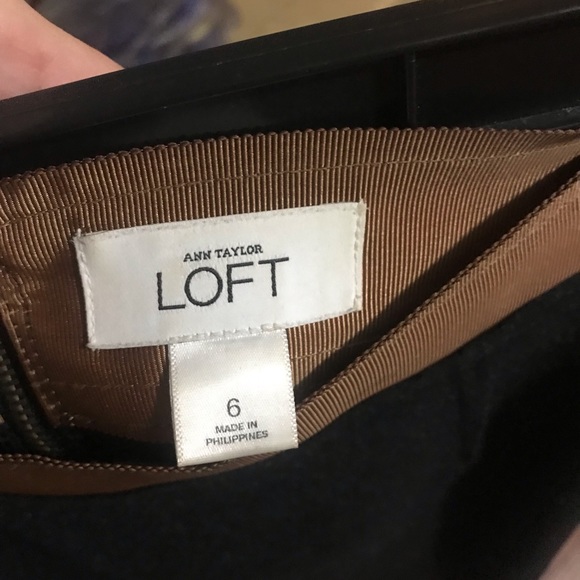 ANN TAYLOR
LOFT
6
MADE IN
PHILIPPINES